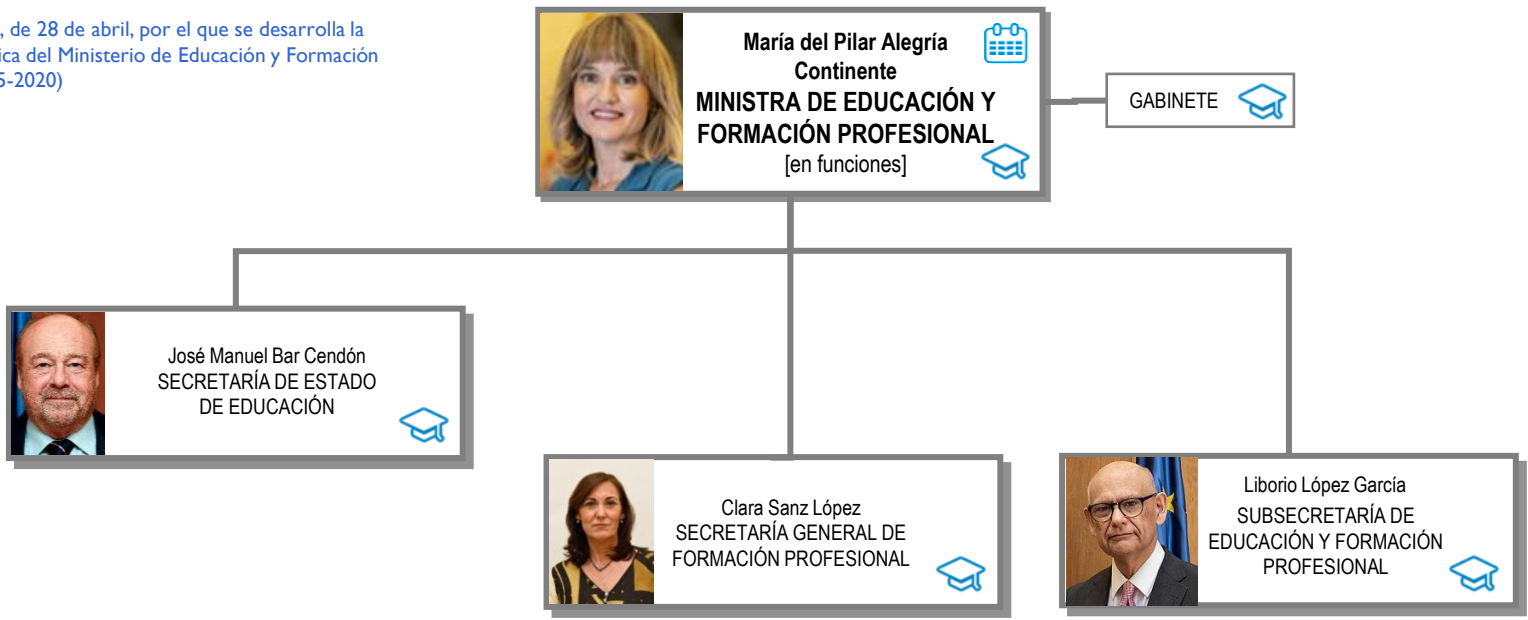 , de 28 de abril, por el que se desarrolla la
ica del Ministerio de Educación y Formación
5-2020)
María del Pilar Alegría
Continente
MINISTRA DE EDUCACIÓN Y
FORMACIÓN PROFESIONAL
[en funciones]
GABINETE
José Manuel Bar Cendón
SECRETARÍA DE ESTADO
DE EDUCACIÓN
Clara Sanz López
SECRETARÍA GENERAL DE
FORMACIÓN PROFESIONAL
Liborio López García
SUBSECRETARÍA DE
EDUCACIÓN Y FORMACIÓN
PROFESIONAL